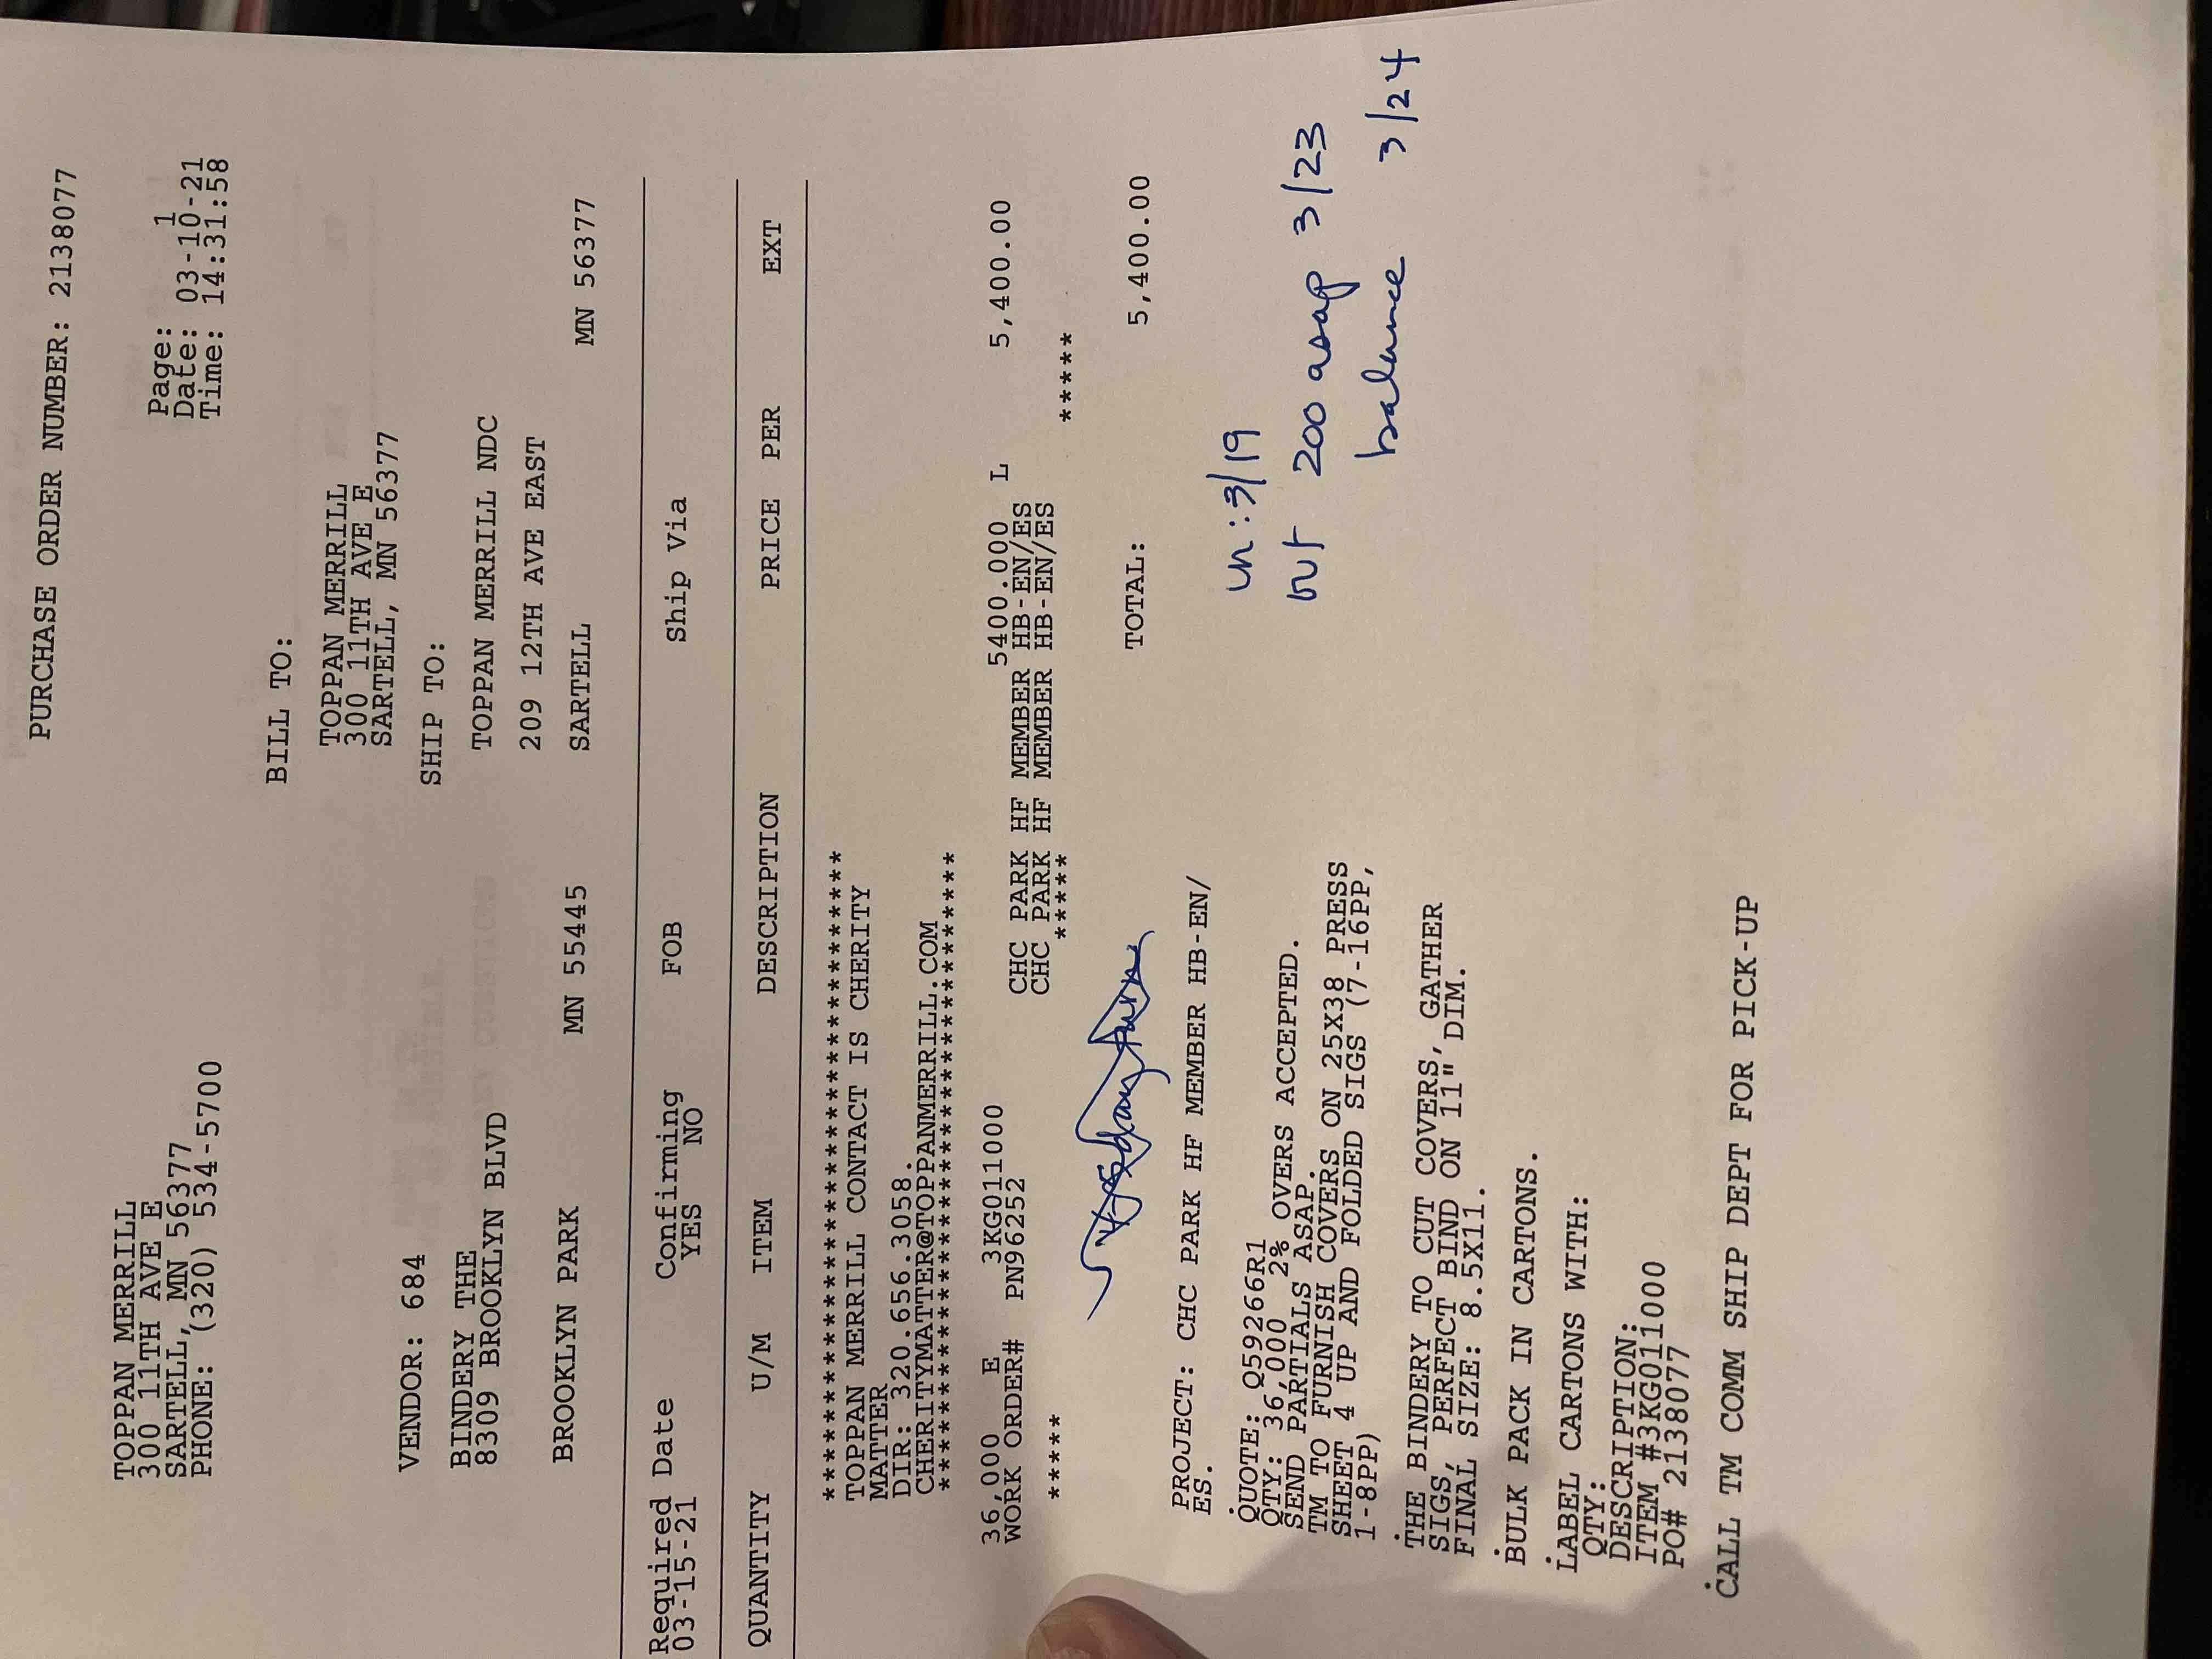 PURCHASE ORDER NUMBER: 2138077
TOPPAN MERRILL
300 11TH AVE E
SARTELL, MN 56377
PHONE: (320) 534-5700
Page: 1
Date: 03-10-21
Time: 14:31:58
BILL TO:
TOPPAN MERRILL
300 11TH AVE E
SARTELL, MN 56377
VENDOR: 684
SHIP TO:
BINDERY THE
8309 BROOKLYN BLVD
TOPPAN MERRILL NDC
209 12TH AVE EAST
BROOKLYN PARK MN 55445
SARTELL MN 56377
Required Date Confirming FOB Ship Via
03-15-21 YES NO
QUANTITY U/M ITEM DESCRIPTION PRICE PER EXT
******************************************
TOPPAN MERRILL CONTACT IS CHERITY
MATTER
DIR: 320.656.3058.
CHERITYMATTER@TOPPANMERRILL.COM
******************************************
36,000 E 3KG011000 5400.000 L 5,400.00
WORK ORDER# PN96252 CHC PARK HF MEMBER HB-EN/ES
CHC PARK HF MEMBER HB-EN/ES
***** ***** *****
TOTAL: 5,400.00
PROJECT: CHC PARK HF MEMBER HB-EN/
ES.
.
QUOTE: Q59266R1
QTY: 36,000 2% OVERS ACCEPTED.
SEND PARTIALS ASAP.
TM TO FURNISH COVERS ON 25X38 PRESS
SHEET 4 UP AND FOLDED SIGS (7-16PP,
1-8PP)
.
THE BINDERY TO CUT COVERS, GATHER
SIGS, PERFECT BIND ON 11" DIM.
FINAL SIZE: 8.5X11.
.
BULK PACK IN CARTONS.
.
LABEL CARTONS WITH:
QTY:
DESCRIPTION:
ITEM #3KG011000
PO# 2138077
.
CALL TM COMM SHIP DEPT FOR PICK-UP
in: 3/19
out 200 asap 3/23
balance 3/24